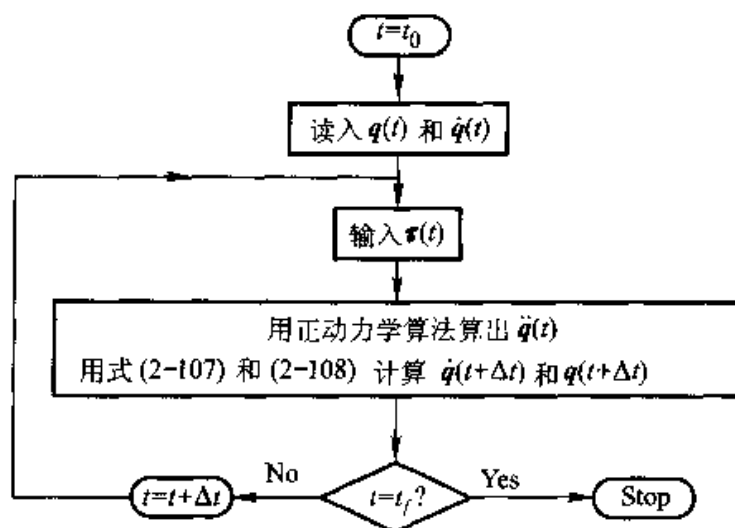 t=t₀
读入 q(t) 和 q̇(t)
输入 τ(t)
用正动力学算法算出 q̈(t)
用式 (2-107) 和 (2-108) 计算 q̇(t+Δt) 和 q(t+Δt)
No
Yes
t=t+Δt
t=t_f?
Stop